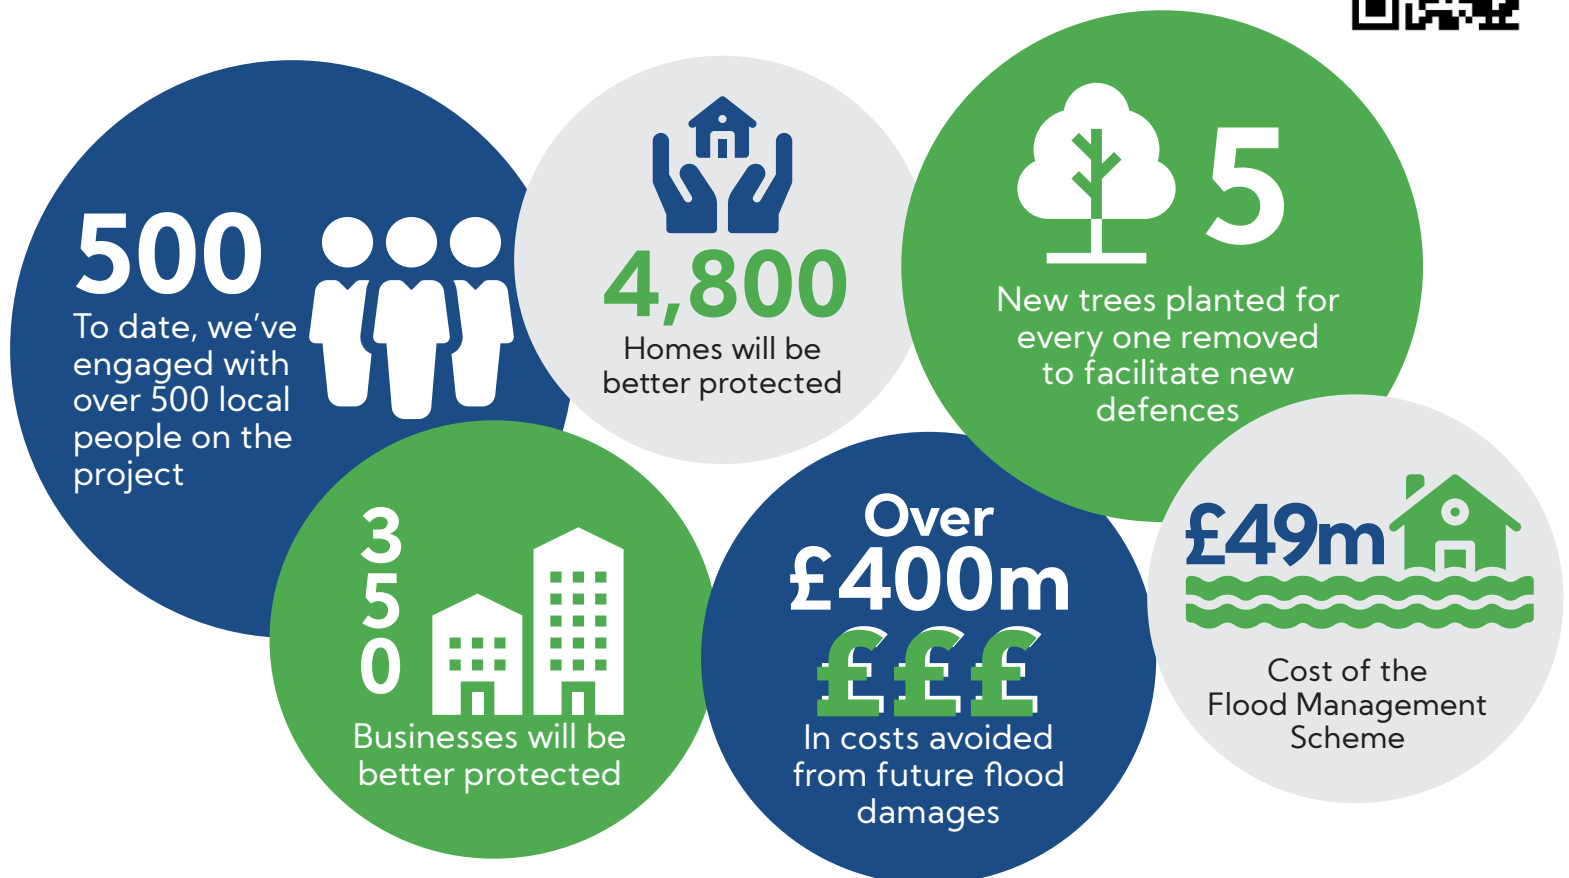 500
To date, we've
engaged with
over 500 local
people on the
project
4,800
Homes will be
better protected
5
New trees planted for
every one removed
to facilitate new
defences
3
5
0
Businesses will be
better protected
Over
£400m
£££
In costs avoided
from future flood
damages
£49m
Cost of the
Flood Management
Scheme